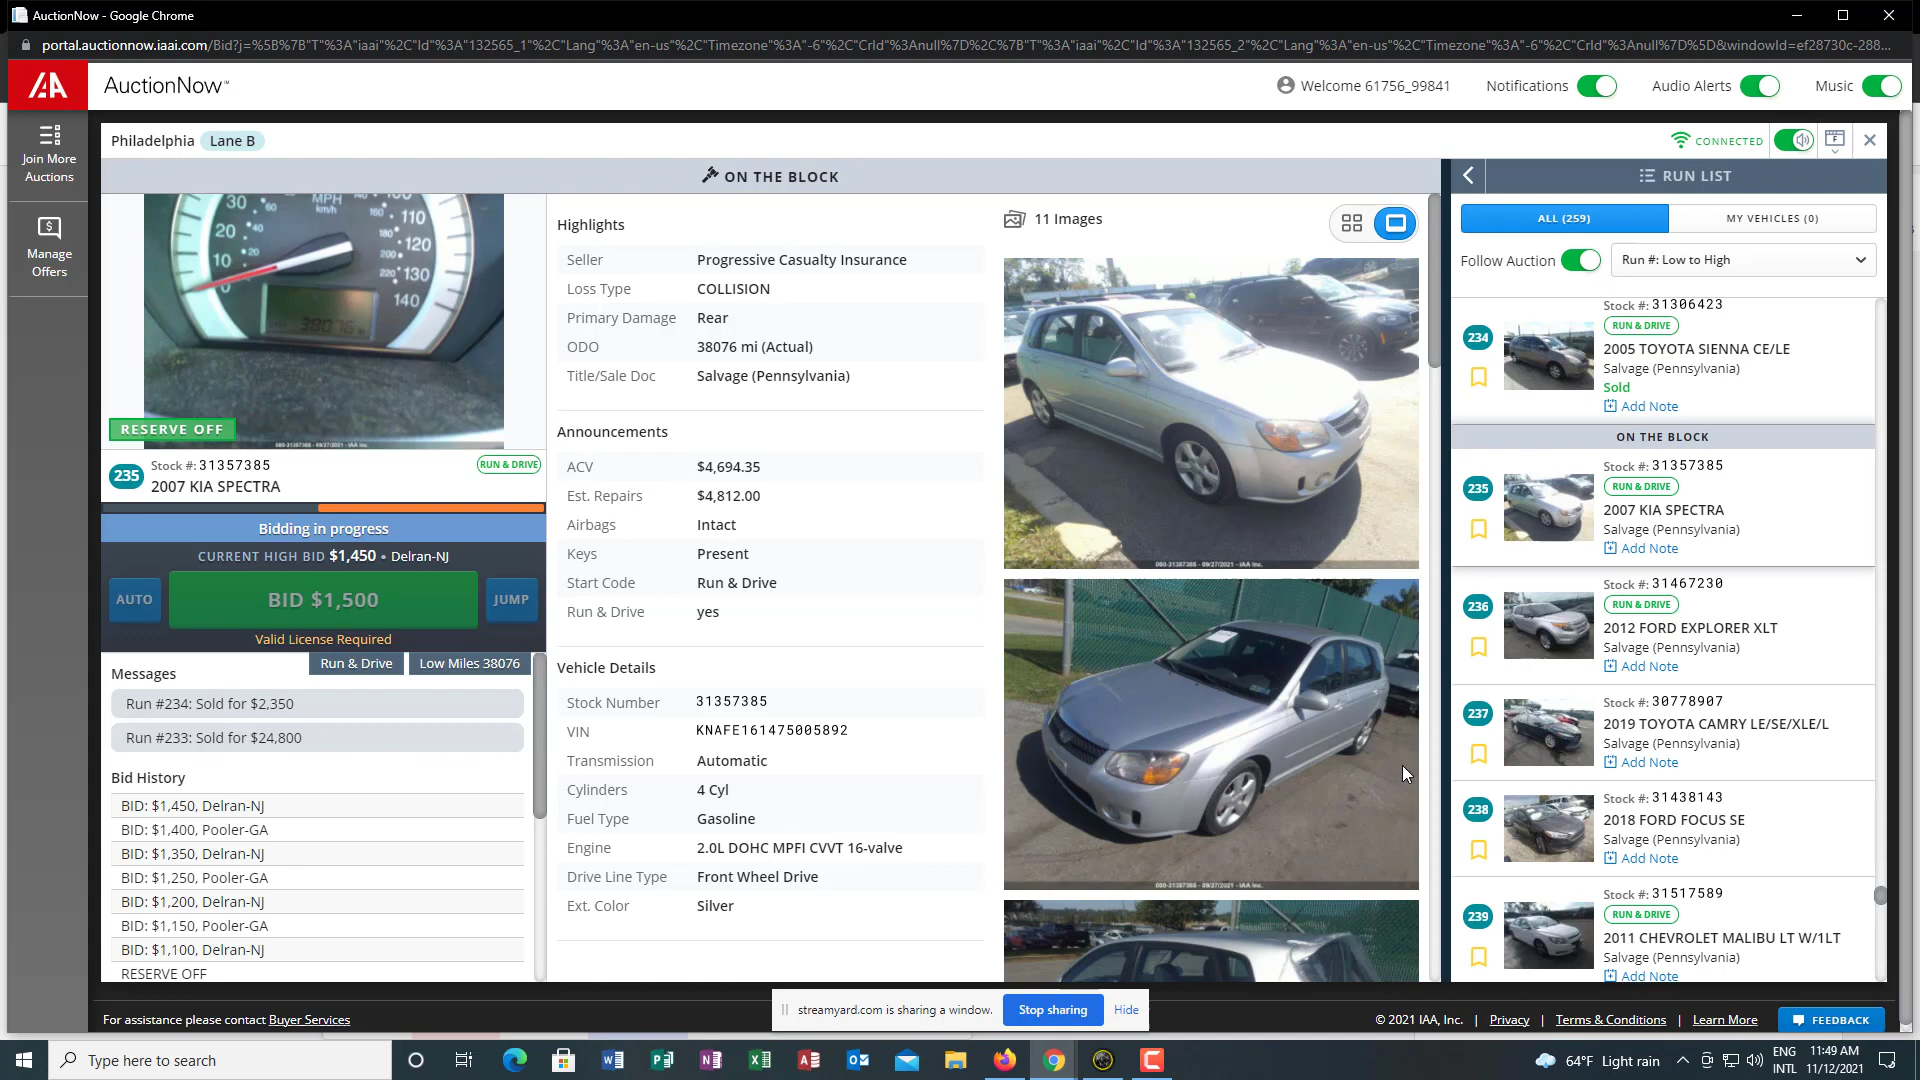 AuctionNow - Google Chrome
portal.auctionnow.iaai.com/Bid?j=%5B%7B"T"%3A"iaai"%2C"Id"%3A"132565_1"%2C"Lang"%3A"en-us"%2C"Timezone"%3A"-6"%2C"CrId"%3Anull%7D%2C%7B"T"%3A"iaai"%2C"Id"%3A"132565_2"%2C"Lang"%3A"en-us"%2C"Timezone"%3A"-6"%2C"CrId"%3Anull%7D%5D&windowId=ef28730c-288...
IAA
AuctionNow™
Welcome 61756_99841
Notifications
Audio Alerts
Music
Join More
Auctions
Manage
Offers
Philadelphia
Lane B
CONNECTED
F
ON THE BLOCK
MPH
km/h
38076
RESERVE OFF
235
Stock #: 31357385
RUN & DRIVE
2007 KIA SPECTRA
Bidding in progress
CURRENT HIGH BID $1,450 • Delran-NJ
AUTO
BID $1,500
JUMP
Valid License Required
Messages
Run & Drive
Low Miles 38076
Run #234: Sold for $2,350
Run #233: Sold for $24,800
Bid History
BID: $1,450, Delran-NJ
BID: $1,400, Pooler-GA
BID: $1,350, Delran-NJ
BID: $1,250, Pooler-GA
BID: $1,200, Delran-NJ
BID: $1,150, Pooler-GA
BID: $1,100, Delran-NJ
RESERVE OFF
Highlights
Seller Progressive Casualty Insurance
Loss Type COLLISION
Primary Damage Rear
ODO 38076 mi (Actual)
Title/Sale Doc Salvage (Pennsylvania)
Announcements
ACV $4,694.35
Est. Repairs $4,812.00
Airbags Intact
Keys Present
Start Code Run & Drive
Run & Drive yes
Vehicle Details
Stock Number 31357385
VIN KNAFE161475005892
Transmission Automatic
Cylinders 4 Cyl
Fuel Type Gasoline
Engine 2.0L DOHC MPFI CVVT 16-valve
Drive Line Type Front Wheel Drive
Ext. Color Silver
11 Images
RUN LIST
ALL (259)
MY VEHICLES (0)
Follow Auction
Run #: Low to High
Stock #: 31306423
234
RUN & DRIVE
2005 TOYOTA SIENNA CE/LE
Salvage (Pennsylvania)
Sold
Add Note
ON THE BLOCK
Stock #: 31357385
235
RUN & DRIVE
2007 KIA SPECTRA
Salvage (Pennsylvania)
Add Note
Stock #: 31467230
236
RUN & DRIVE
2012 FORD EXPLORER XLT
Salvage (Pennsylvania)
Add Note
Stock #: 30778907
237
2019 TOYOTA CAMRY LE/SE/XLE/L
Salvage (Pennsylvania)
Add Note
Stock #: 31438143
238
2018 FORD FOCUS SE
Salvage (Pennsylvania)
Add Note
Stock #: 31517589
239
RUN & DRIVE
2011 CHEVROLET MALIBU LT W/1LT
Salvage (Pennsylvania)
Add Note
For assistance please contact Buyer Services
streamyard.com is sharing a window.
Stop sharing
Hide
© 2021 IAA, Inc. | Privacy | Terms & Conditions | Learn More
FEEDBACK
Type here to search
64°F Light rain
ENG
INTL
11:49 AM
11/12/2021